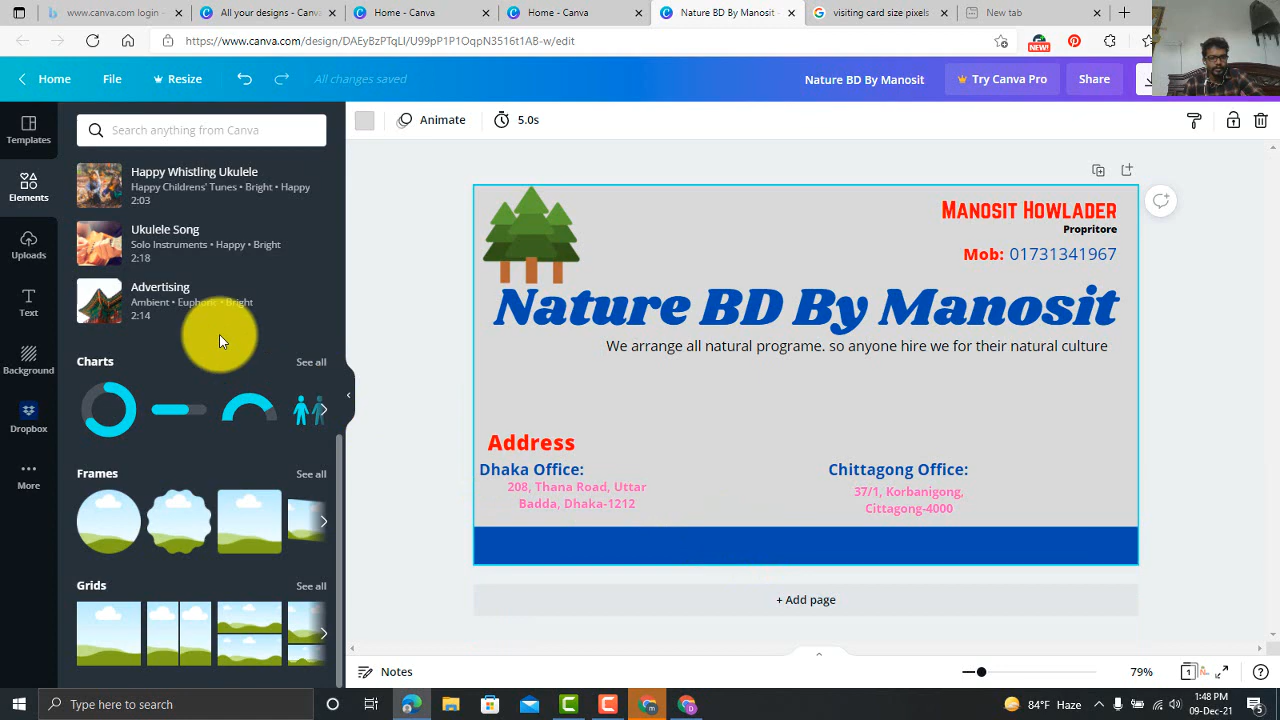 www.canva.com login -
All your designs - Can
Home - Canva
Home - Canva
Nature BD By Manosit -
visiting card size pixels
New tab
https://www.canva.com/design/DAEyBzPTqLI/U99pP1P1OqpN3516t1AB-w/edit
NEW!
Home
File
Resize
All changes saved
Nature BD By Manosit
Try Canva Pro
Share
Templates
Elements
Uploads
Text
Background
Dropbox
More
Search anything from Canva
Happy Whistling Ukulele
Happy Childrens' Tunes • Bright • Happy
2:03
Ukulele Song
Solo Instruments • Happy • Bright
2:18
Advertising
Ambient • Euphoric • Bright
2:14
Charts
See all
Frames
See all
Grids
See all
Animate
5.0s
Manosit Howlader
Propritore
Mob: 01731341967
Nature BD By Manosit
We arrange all natural programe. so anyone hire we for their natural culture
Address
Dhaka Office:
208, Thana Road, Uttar
Badda, Dhaka-1212
Chittagong Office:
37/1, Korbanigong,
Cittagong-4000
+ Add page
Notes
79%
1
Type here to search
84°F Haze
1:48 PM
09-Dec-21